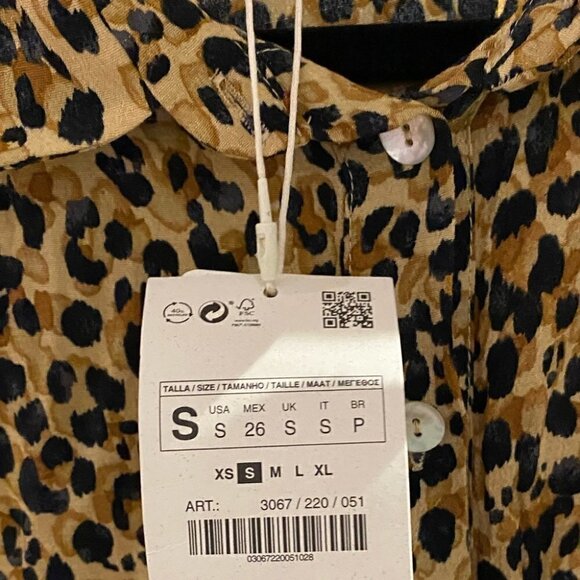 FSC
TALLA / SIZE / TAMANHO / TAILLE / MAAT / ΜΕΓΕΘΟΣ
S USA MEX UK IT BR
S 26 S S P
XS S M L XL
ART.: 3067 / 220 / 051
03067220051028